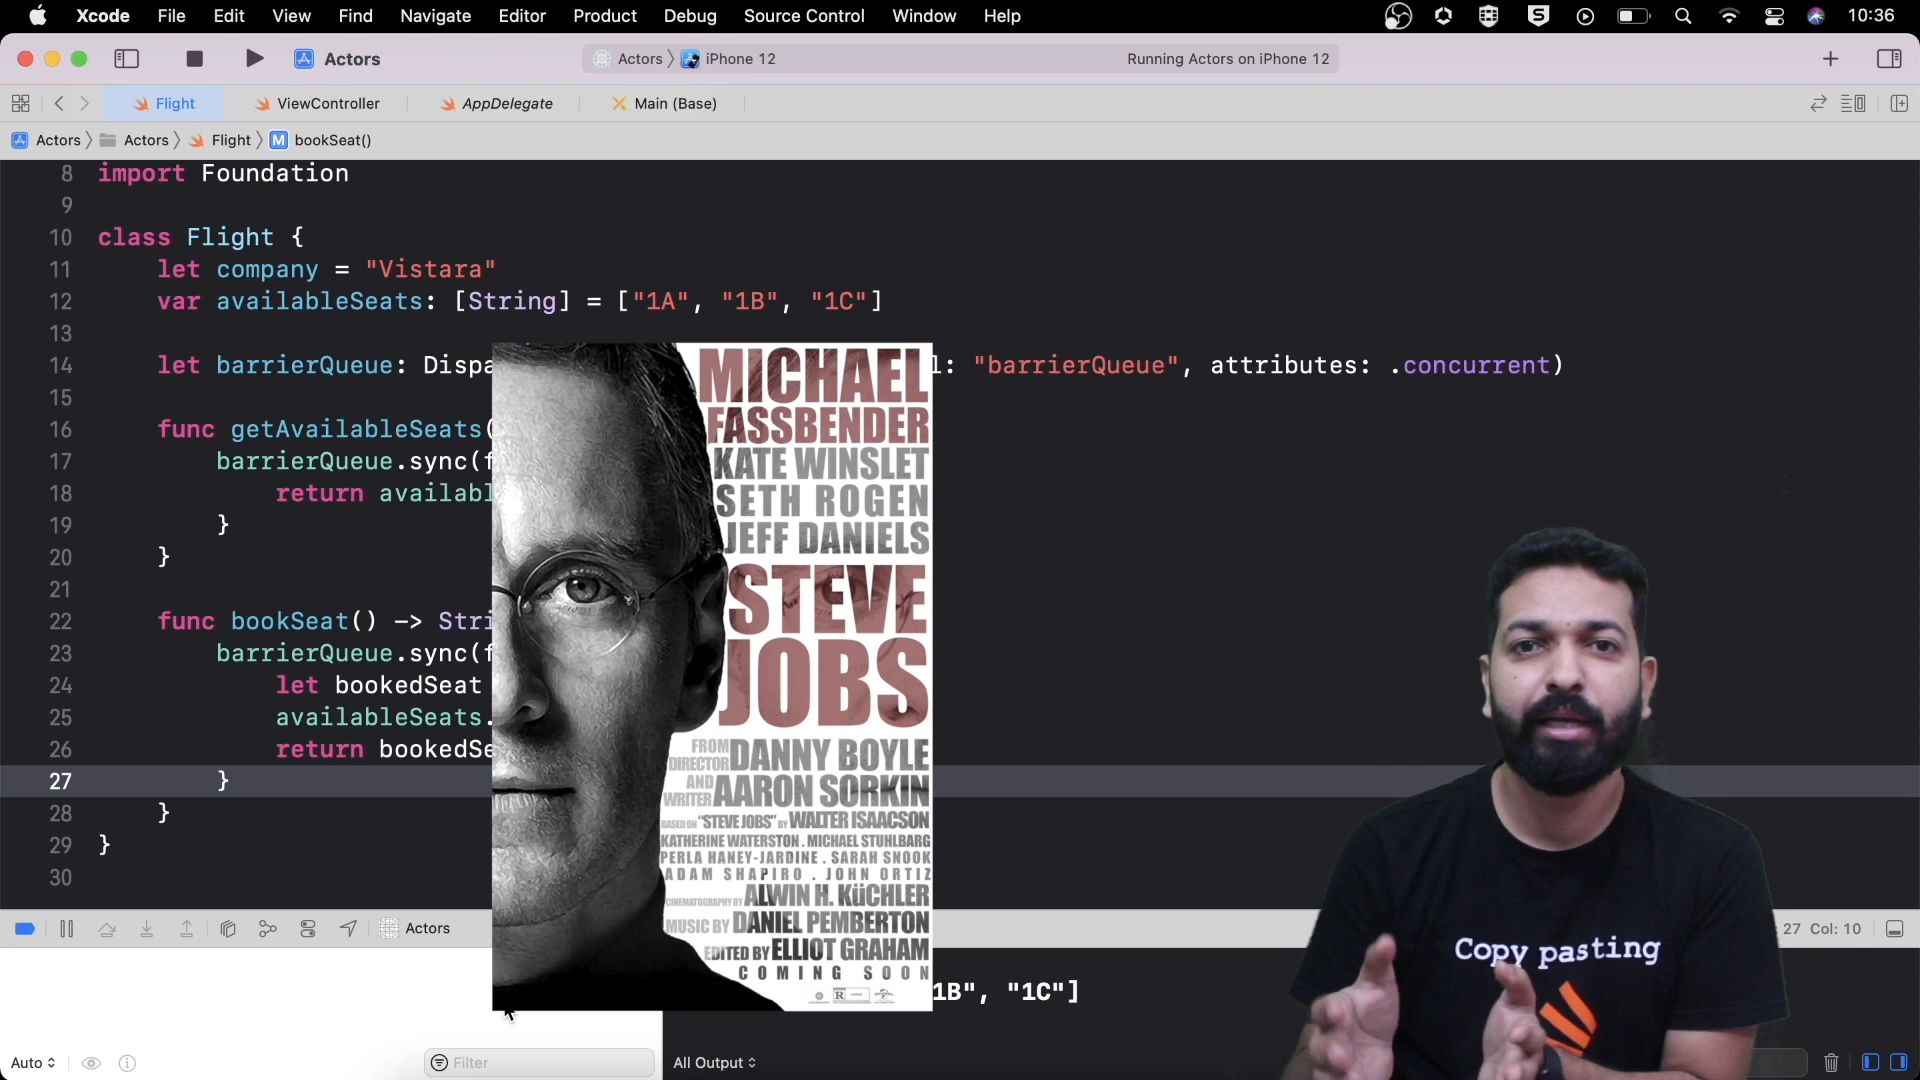 Xcode File Edit View Find Navigate Editor Product Debug Source Control Window Help 10:36
Actors Actors iPhone 12 Running Actors on iPhone 12
Flight ViewController AppDelegate Main (Base)
Actors Actors Flight M bookSeat()
8 import Foundation
9
10 class Flight {
11 let company = "Vistara"
12 var availableSeats: [String] = ["1A", "1B", "1C"]
13
14 let barrierQueue: Dispa l: "barrierQueue", attributes: .concurrent)
15
16 func getAvailableSeats(
17 barrierQueue.sync(f
18 return availabl
19 }
20 }
21
22 func bookSeat() -> Stri
23 barrierQueue.sync(f
24 let bookedSeat
25 availableSeats.
26 return bookedSe
27 }
28 }
29 }
30
MICHAEL
FASSBENDER
KATE WINSLET
SETH ROGEN
JEFF DANIELS
STEVE
JOBS
FROM DIRECTOR DANNY BOYLE
AND WRITER AARON SORKIN
BASED ON "STEVE JOBS" BY WALTER ISAACSON
KATHERINE WATERSTON . MICHAEL STUHLBARG
PERLA HANEY-JARDINE . SARAH SNOOK
ADAM SHAPIRO . JOHN ORTIZ
CINEMATOGRAPHY BY ALWIN H. KÜCHLER
MUSIC BY DANIEL PEMBERTON
EDITED BY ELLIOT GRAHAM
COMING SOON
R
Copy pasting
Actors 27 Col: 10
1B", "1C"]
Auto Filter All Output